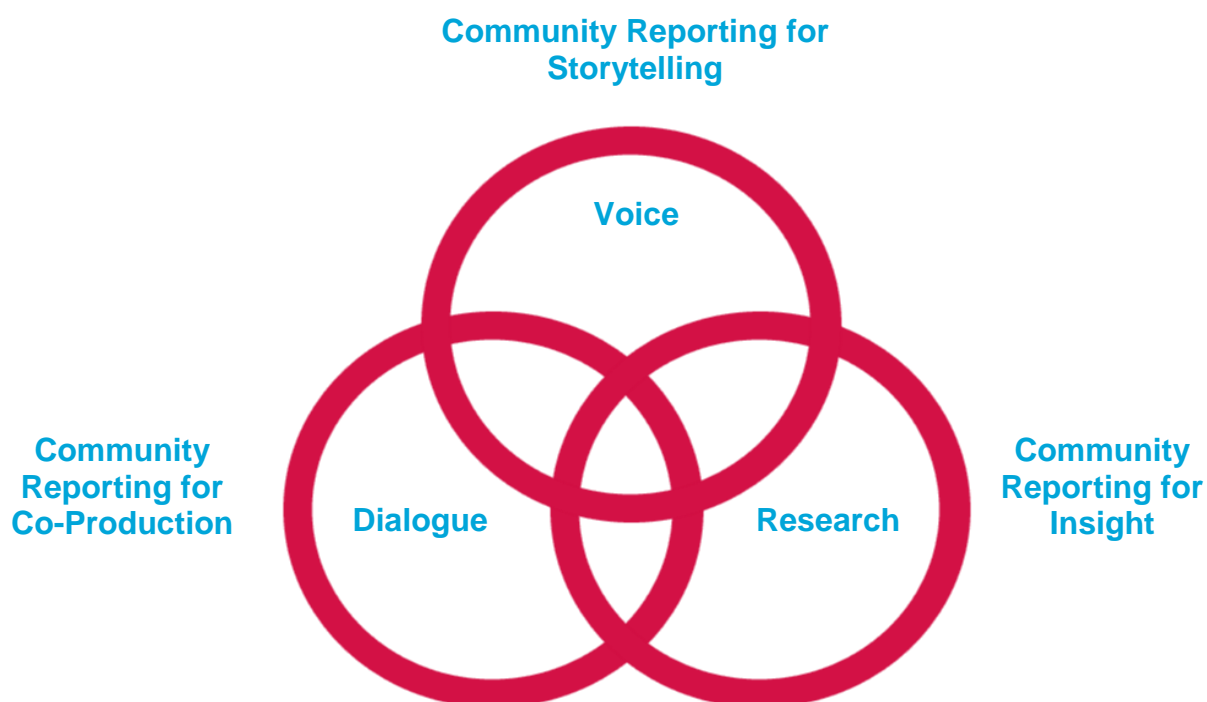 Community Reporting for
Storytelling
Voice
Community
Reporting for
Co-Production
Dialogue
Research
Community
Reporting for
Insight